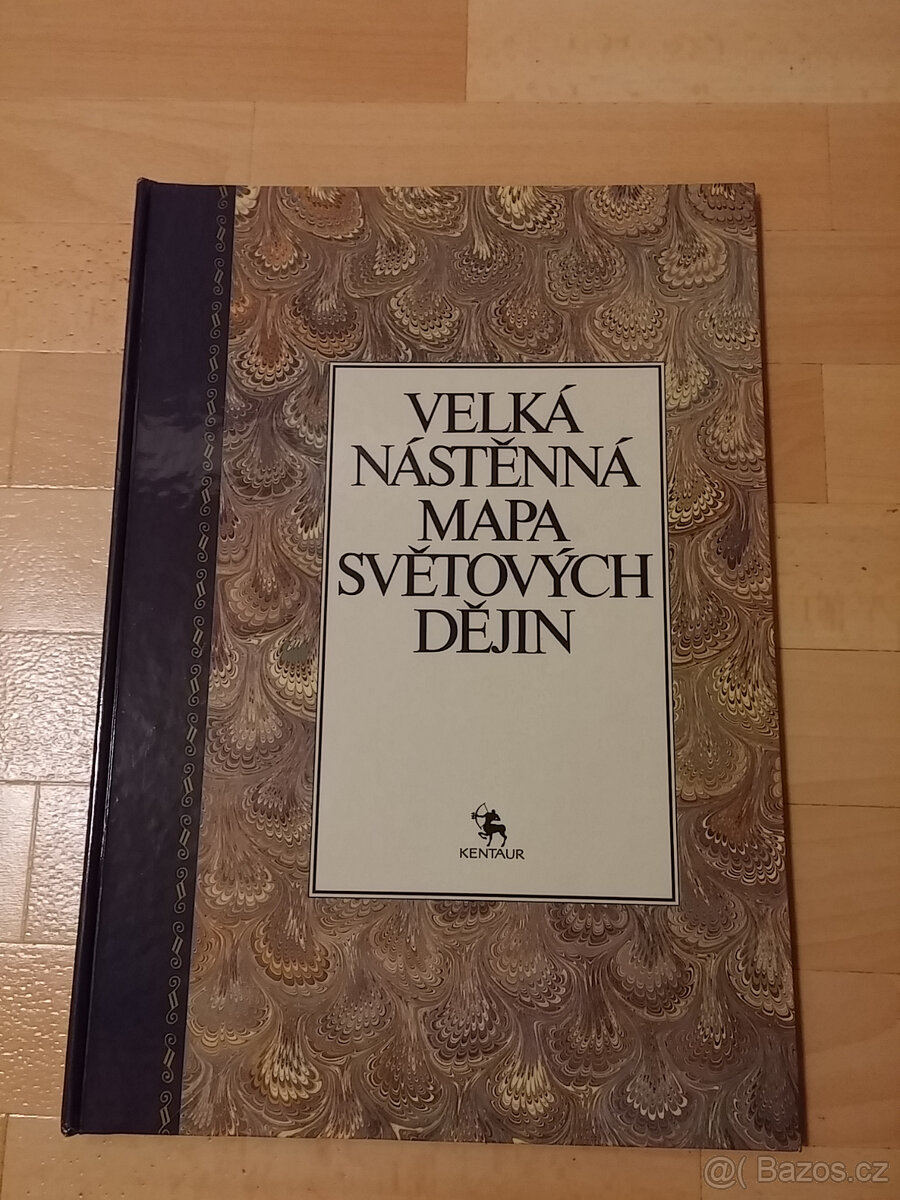 VELKÁ
NÁSTĚNNÁ
MAPA
SVĚTOVÝCH
DĚJIN
KENTAUR
@( Bazos.cz